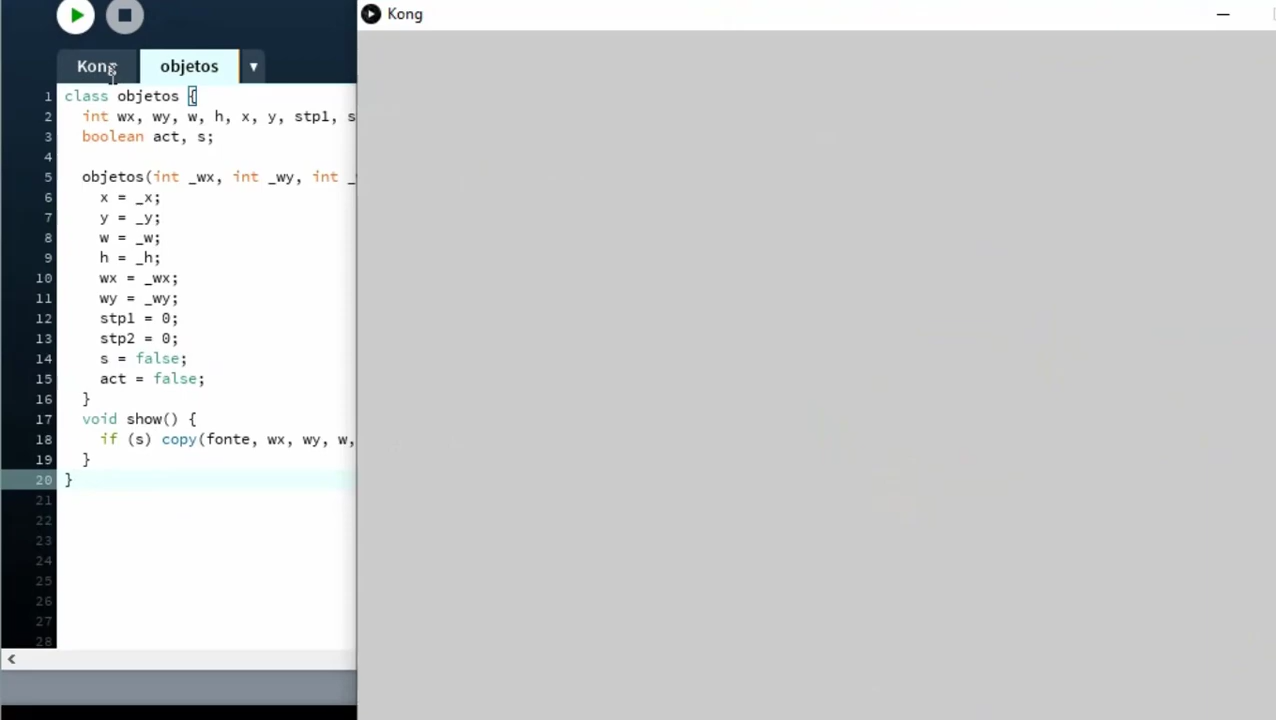 Kong
Kong objetos
1 class objetos {
2 int wx, wy, w, h, x, y, stp1, s
3 boolean act, s;
4
5 objetos(int _wx, int _wy, int _
6 x = _x;
7 y = _y;
8 w = _w;
9 h = _h;
10 wx = _wx;
11 wy = _wy;
12 stp1 = 0;
13 stp2 = 0;
14 s = false;
15 act = false;
16 }
17 void show() {
18 if (s) copy(fonte, wx, wy, w,
19 }
20 }
21
22
23
24
25
26
27
28